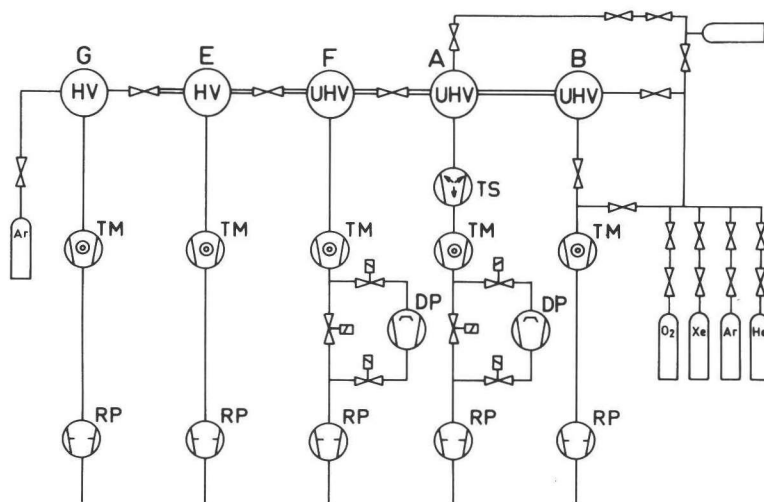 G E F A B
HV HV UHV UHV UHV
TS
TM TM TM TM TM
Ar
DP DP
O2 Xe Ar He
RP RP RP RP RP